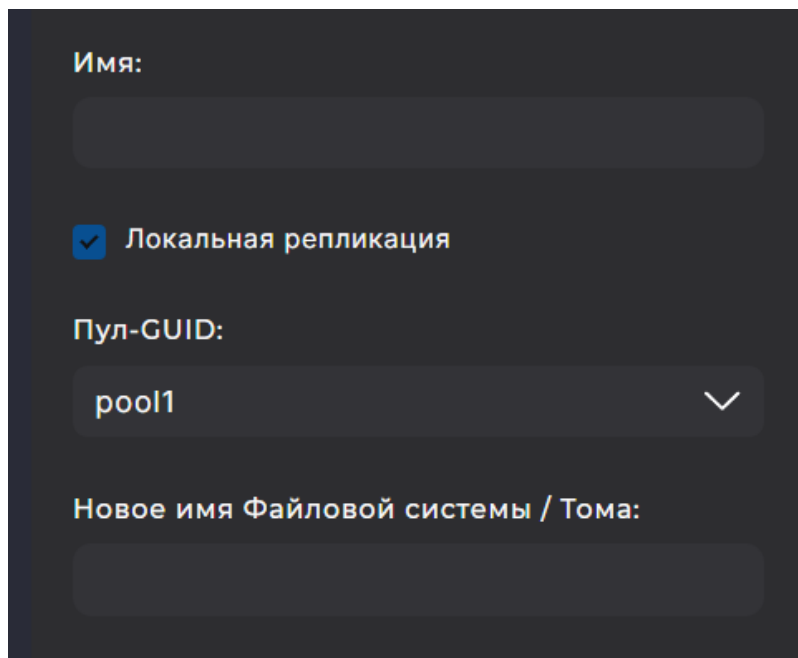 Имя:
Локальная репликация
Пул-GUID:
pool1
Новое имя Файловой системы / Тома: